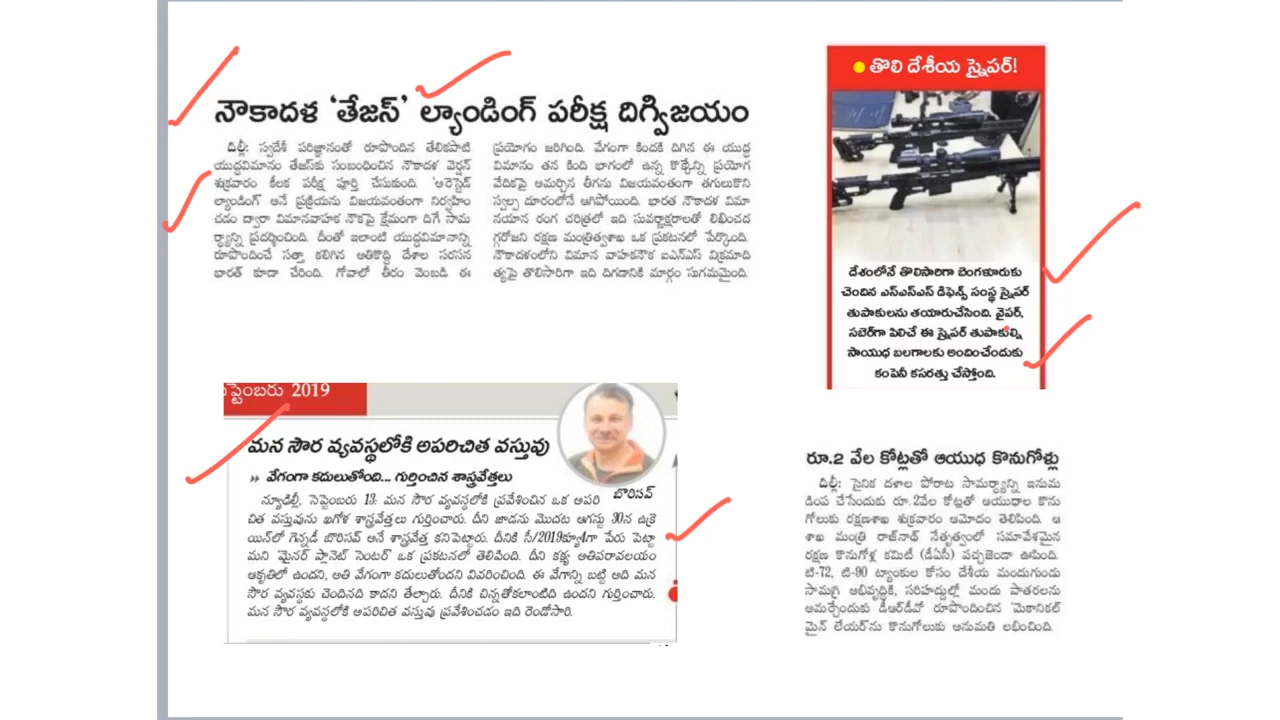 నౌకాదళ ‘తేజస్’ ల్యాండింగ్ పరీక్ష దిగ్విజయం
ఢిల్లీ: స్వదేశీ పరిజ్ఞానంతో రూపొందిన తేలికపాటి
యుద్ధవిమానం తేజస్‌కు సంబంధించిన నౌకాదళ వెర్షన్
శుక్రవారం కీలక పరీక్ష పూర్తి చేసుకుంది. 'అరెస్టెడ్
ల్యాండింగ్ అనే ప్రక్రియను విజయవంతంగా నిర్వహిం
చడం ద్వారా విమానవాహక నౌకపై క్షేమంగా దిగే సామ
ర్థ్యాన్ని ప్రదర్శించింది. దీంతో ఇలాంటి యుద్ధవిమానాన్ని
రూపొందించే సత్తా కలిగిన అతికొద్ది దేశాల సరసన
భారత్ కూడా చేరింది. గోవాలో తీరం వెంబడి ఈ
ప్రయోగం జరిగింది. వేగంగా కిందకి దిగిన ఈ యుద్ధ
విమానం తన కింది భాగంలో ఉన్న కొక్కేన్ని ప్రయోగ
వేదికపై అమర్చిన తీగను విజయవంతంగా తగులుకొని
స్వల్ప దూరంలోనే ఆగిపోయింది. భారత నౌకాదళ విమా
నయాన రంగ చరిత్రలో ఇది సువర్ణాక్షరాలతో లిఖించద
గ్గరోజని రక్షణ మంత్రిత్వశాఖ ఒక ప్రకటనలో పేర్కొంది.
నౌకాదళంలోని విమాన వాహకనౌక ఐఎన్ఎస్ విక్రమాది
త్యపై తొలిసారిగా ఇది దిగడానికి మార్గం సుగమమైంది.
తొలి దేశీయ స్నైపర్!
దేశంలోనే తొలిసారిగా బెంగళూరుకు
చెందిన ఎస్ఎస్ఎస్ డిఫెన్స్ సంస్థ స్నైపర్
తుపాకులను తయారుచేసింది. వైపర్,
సబెర్‌గా పిలిచే ఈ స్నైపర్ తుపాకుల్ని
సాయుధ బలగాలకు అందించేందుకు
కంపెనీ కసరత్తు చేస్తోంది.
ప్టెంబరు 2019
మన సౌర వ్యవస్థలోకి అపరిచిత వస్తువు
» వేగంగా కదులుతోంది... గుర్తించిన శాస్త్రవేత్తలు
బొరిసవ్
న్యూఢిల్లీ, సెప్టెంబరు 13: మన సౌర వ్యవస్థలోకి ప్రవేశించిన ఒక అపరి
చిత వస్తువును ఖగోళ శాస్త్రవేత్తలు గుర్తించారు. దీని జాడను మొదట ఆగస్టు 30న ఉక్రె
యిన్‌లో గెన్నడీ బొరిసవ్ అనే శాస్త్రవేత్త కనిపెట్టారు. దీనికి సీ/2019క్యూ4గా పేరు పెట్టా
మని 'మైనర్ ప్లానెట్ సెంటర్' ఒక ప్రకటనలో తెలిపింది. దీని కక్ష్య అతిపరావలయం
ఆకృతిలో ఉందని, అతి వేగంగా కదులుతోందని వివరించింది. ఈ వేగాన్ని బట్టి అది మన
సౌర వ్యవస్థకు చెందినది కాదని తేల్చారు. దీనికి చిన్నతోకలాంటిది ఉందని గుర్తించారు.
మన సౌర వ్యవస్థలోకి అపరిచిత వస్తువు ప్రవేశించడం ఇది రెండోసారి.
రూ.2 వేల కోట్లతో ఆయుధ కొనుగోళ్లు
ఢిల్లీ: సైనిక దళాల పోరాట సామర్థ్యాన్ని ఇనుమ
డింప చేసేందుకు రూ.2వేల కోట్లతో ఆయుధాల కొను
గోలుకు రక్షణశాఖ శుక్రవారం ఆమోదం తెలిపింది. ఆ
శాఖ మంత్రి రాజ్‌నాథ్ నేతృత్వంలో సమావేశమైన
రక్షణ కొనుగోళ్ల కమిటీ (డీఏసీ) పచ్చజెండా ఊపింది.
టి-72, టి-90 ట్యాంకుల కోసం దేశీయ మందుగుండు
సామగ్రి అభివృద్ధికి, సరిహద్దుల్లో మందు పాతరలను
అమర్చేందుకు డీఆర్‌డీవో రూపొందించిన 'మెకానికల్
మైన్ లేయర్'ను కొనుగోలుకు అనుమతి లభించింది.